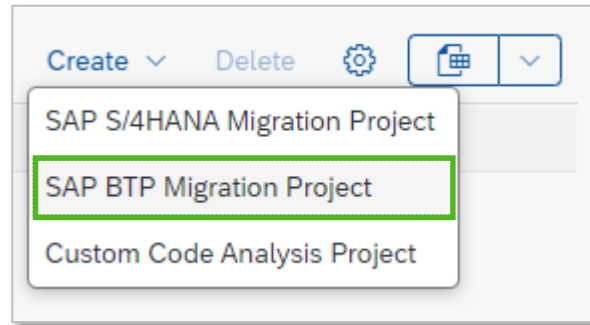 Create Delete
SAP S/4HANA Migration Project
SAP BTP Migration Project
Custom Code Analysis Project